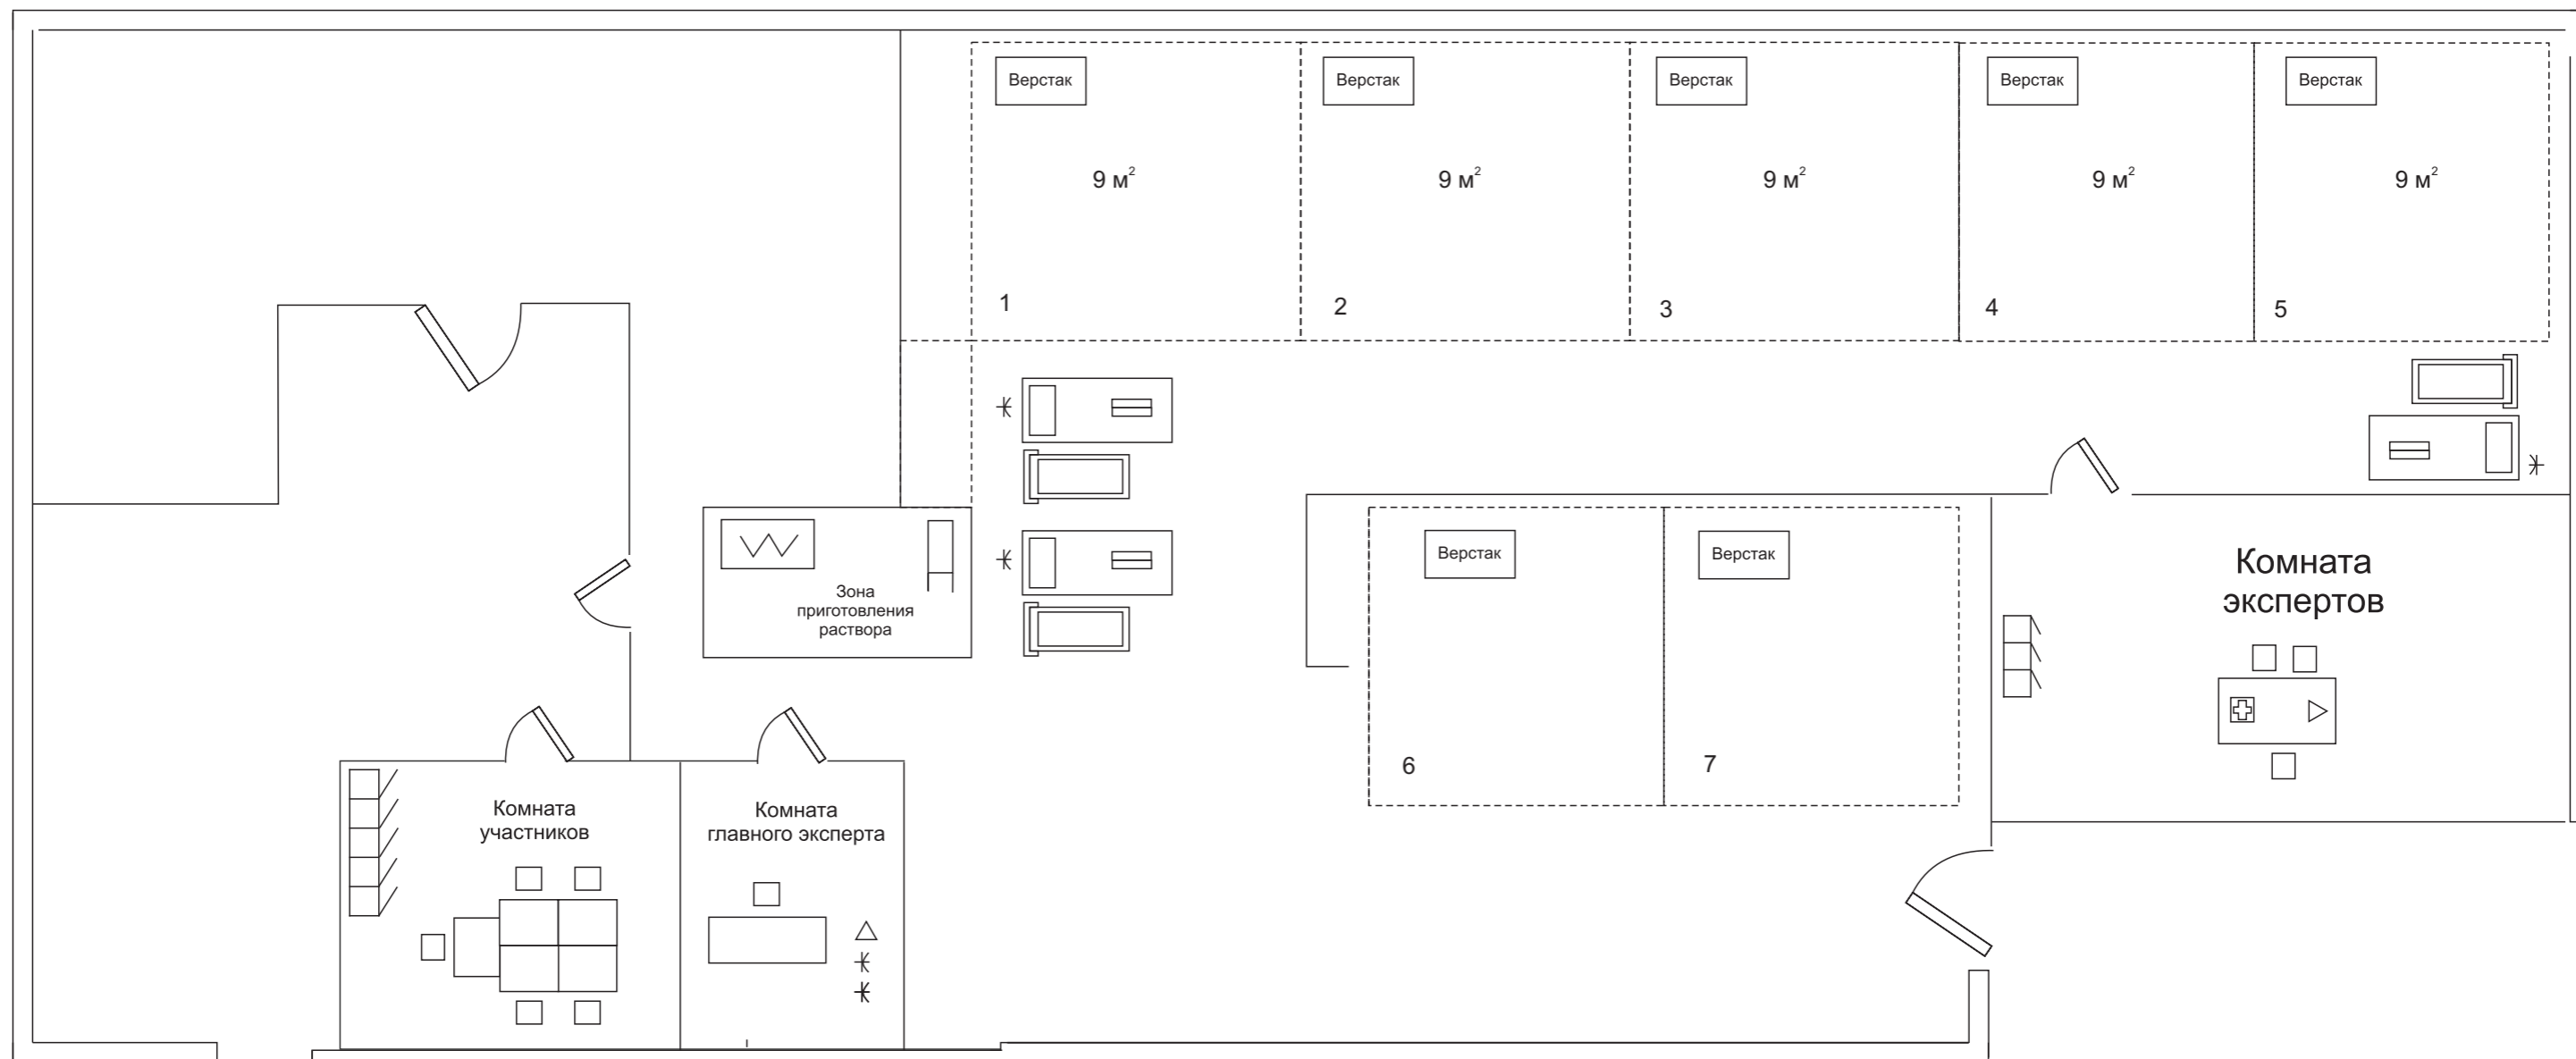 Верстак
Верстак
Верстак
Верстак
Верстак
9 м²
9 м²
9 м²
9 м²
9 м²
1
2
3
4
5
Верстак
Верстак
Зона
приготовления
раствора
Комната
экспертов
6
7
Комната
участников
Комната
главного эксперта